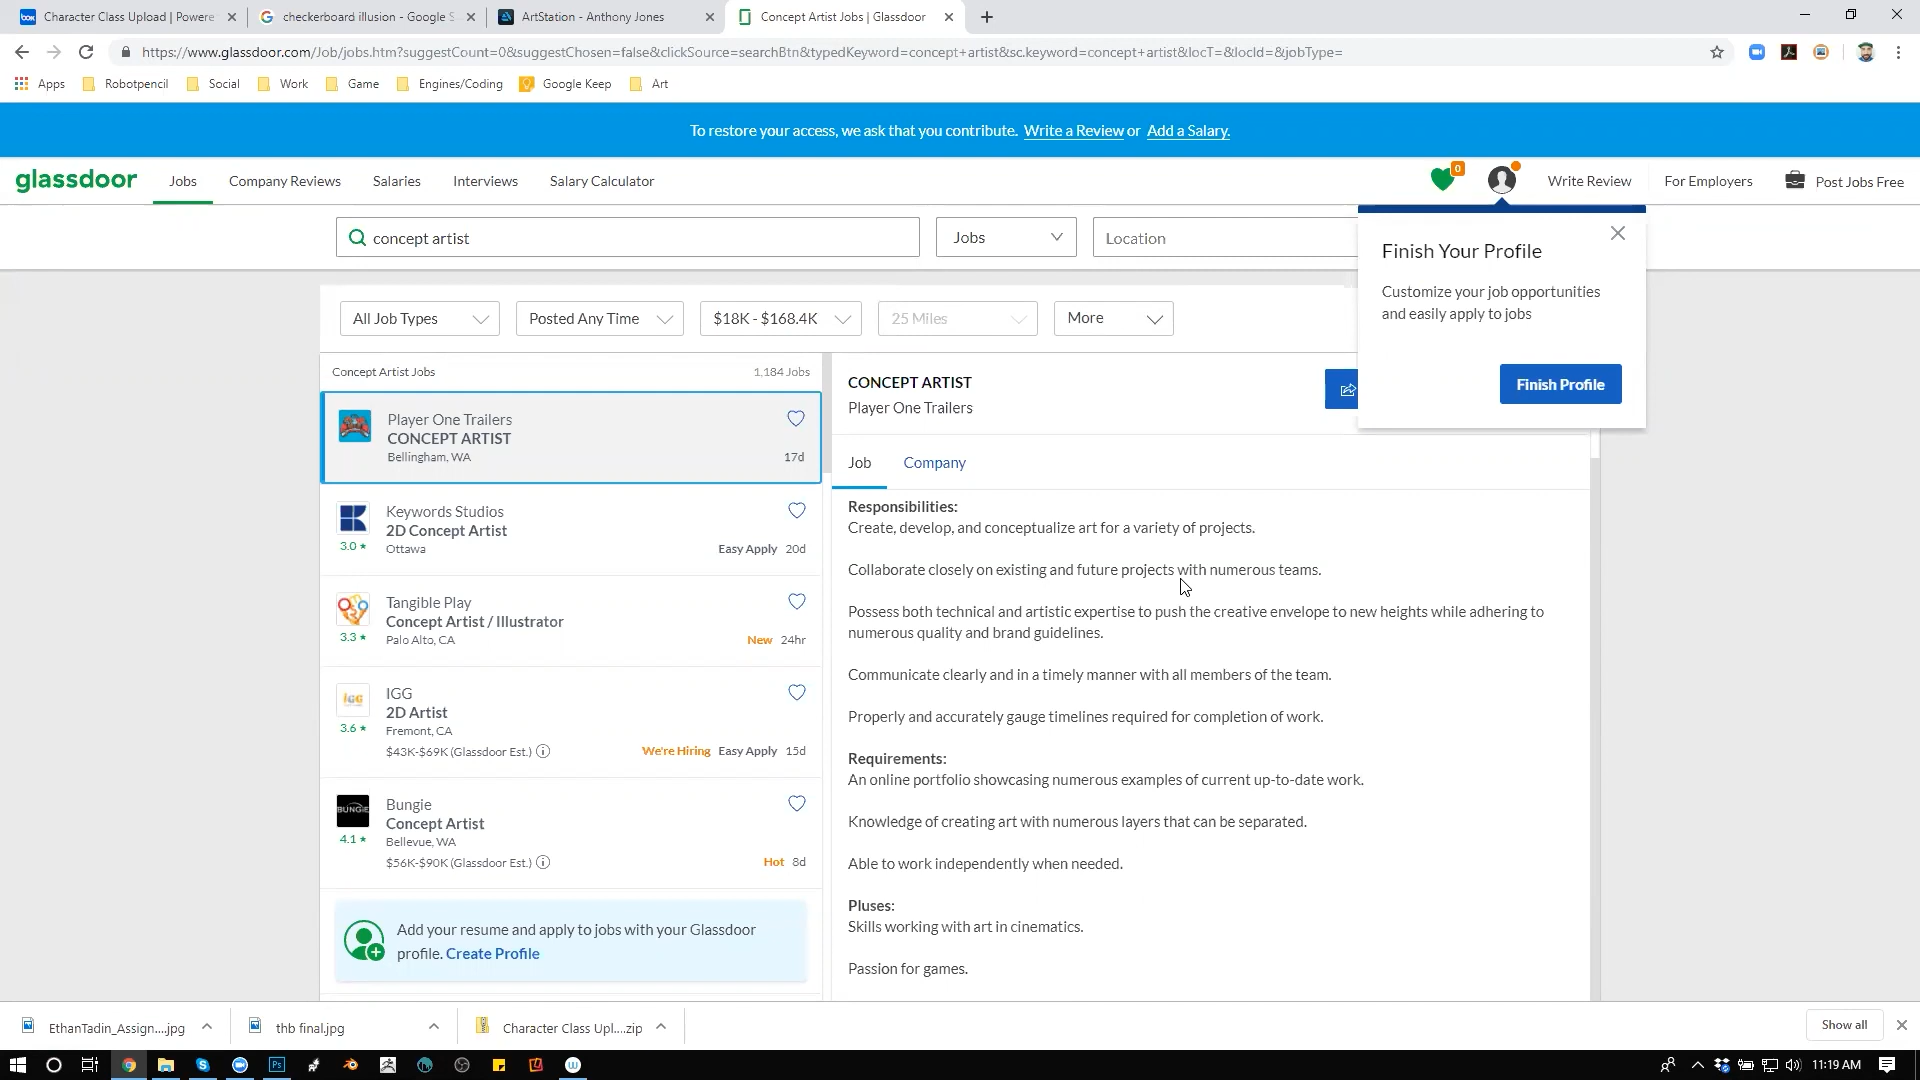 Character Class Upload | Powere
checkerboard illusion - Google S
ArtStation - Anthony Jones
Concept Artist Jobs | Glassdoor
https://www.glassdoor.com/Job/jobs.htm?suggestCount=0&suggestChosen=false&clickSource=searchBtn&typedKeyword=concept+artist&sc.keyword=concept+artist&locT=&locId=&jobType=
Apps Robotpencil Social Work Game Engines/Coding Google Keep Art
To restore your access, we ask that you contribute. Write a Review or Add a Salary.
glassdoor Jobs Company Reviews Salaries Interviews Salary Calculator 0 Write Review For Employers Post Jobs Free
concept artist Jobs Location
Finish Your Profile
Customize your job opportunities
and easily apply to jobs
Finish Profile
All Job Types Posted Any Time $18K - $168.4K 25 Miles More
Concept Artist Jobs 1,184 Jobs
Player One Trailers
CONCEPT ARTIST
Bellingham, WA 17d
Keywords Studios
2D Concept Artist
3.0 ★ Ottawa Easy Apply 20d
Tangible Play
Concept Artist / Illustrator
3.3 ★ Palo Alto, CA New 24hr
IGG
IGG
2D Artist
3.6 ★ Fremont, CA
$43K-$69K (Glassdoor Est.) We're Hiring Easy Apply 15d
BUNGIE
Bungie
Concept Artist
4.1 ★ Bellevue, WA
$56K-$90K (Glassdoor Est.) Hot 8d
Add your resume and apply to jobs with your Glassdoor
profile. Create Profile
CONCEPT ARTIST
Player One Trailers
Job Company
Responsibilities:
Create, develop, and conceptualize art for a variety of projects.
Collaborate closely on existing and future projects with numerous teams.
Possess both technical and artistic expertise to push the creative envelope to new heights while adhering to
numerous quality and brand guidelines.
Communicate clearly and in a timely manner with all members of the team.
Properly and accurately gauge timelines required for completion of work.
Requirements:
An online portfolio showcasing numerous examples of current up-to-date work.
Knowledge of creating art with numerous layers that can be separated.
Able to work independently when needed.
Pluses:
Skills working with art in cinematics.
Passion for games.
EthanTadin_Assign....jpg
thb final.jpg
Character Class Upl....zip
Show all
Ps
11:19 AM